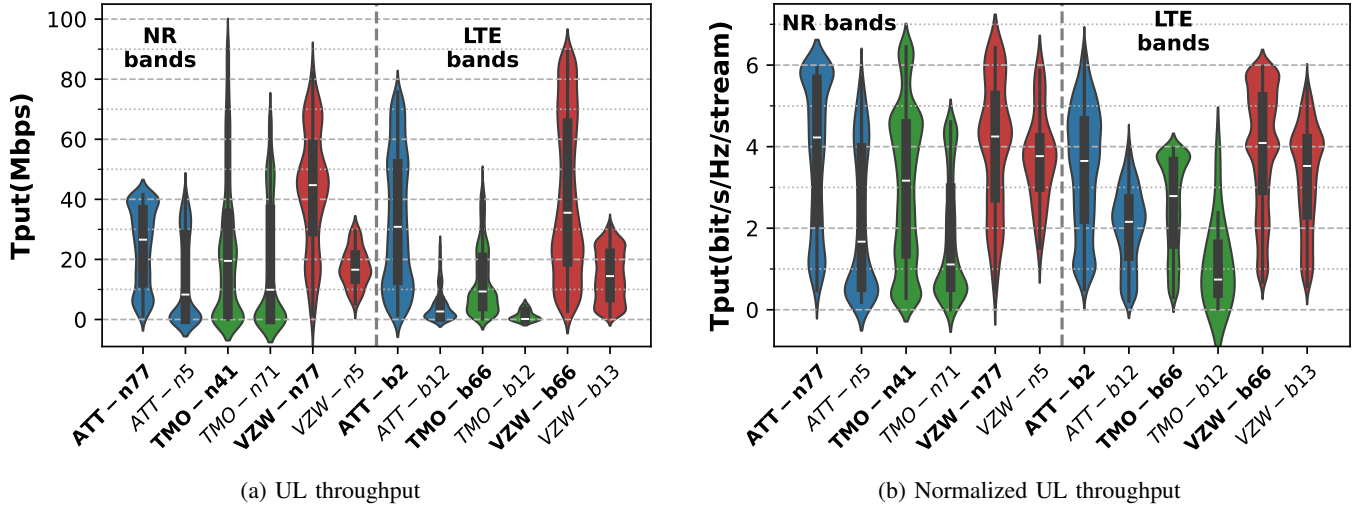 NR
bands
LTE
bands
Tput(Mbps)
100
80
60
40
20
0
ATT − n77
ATT − n5
TMO − n41
TMO − n71
VZW − n77
VZW − n5
ATT − b2
ATT − b12
TMO − b66
TMO − b12
VZW − b66
VZW − b13
(a) UL throughput
NR bands
LTE
bands
Tput(bit/s/Hz/stream)
6
4
2
0
ATT − n77
ATT − n5
TMO − n41
TMO − n71
VZW − n77
VZW − n5
ATT − b2
ATT − b12
TMO − b66
TMO − b12
VZW − b66
VZW − b13
(b) Normalized UL throughput